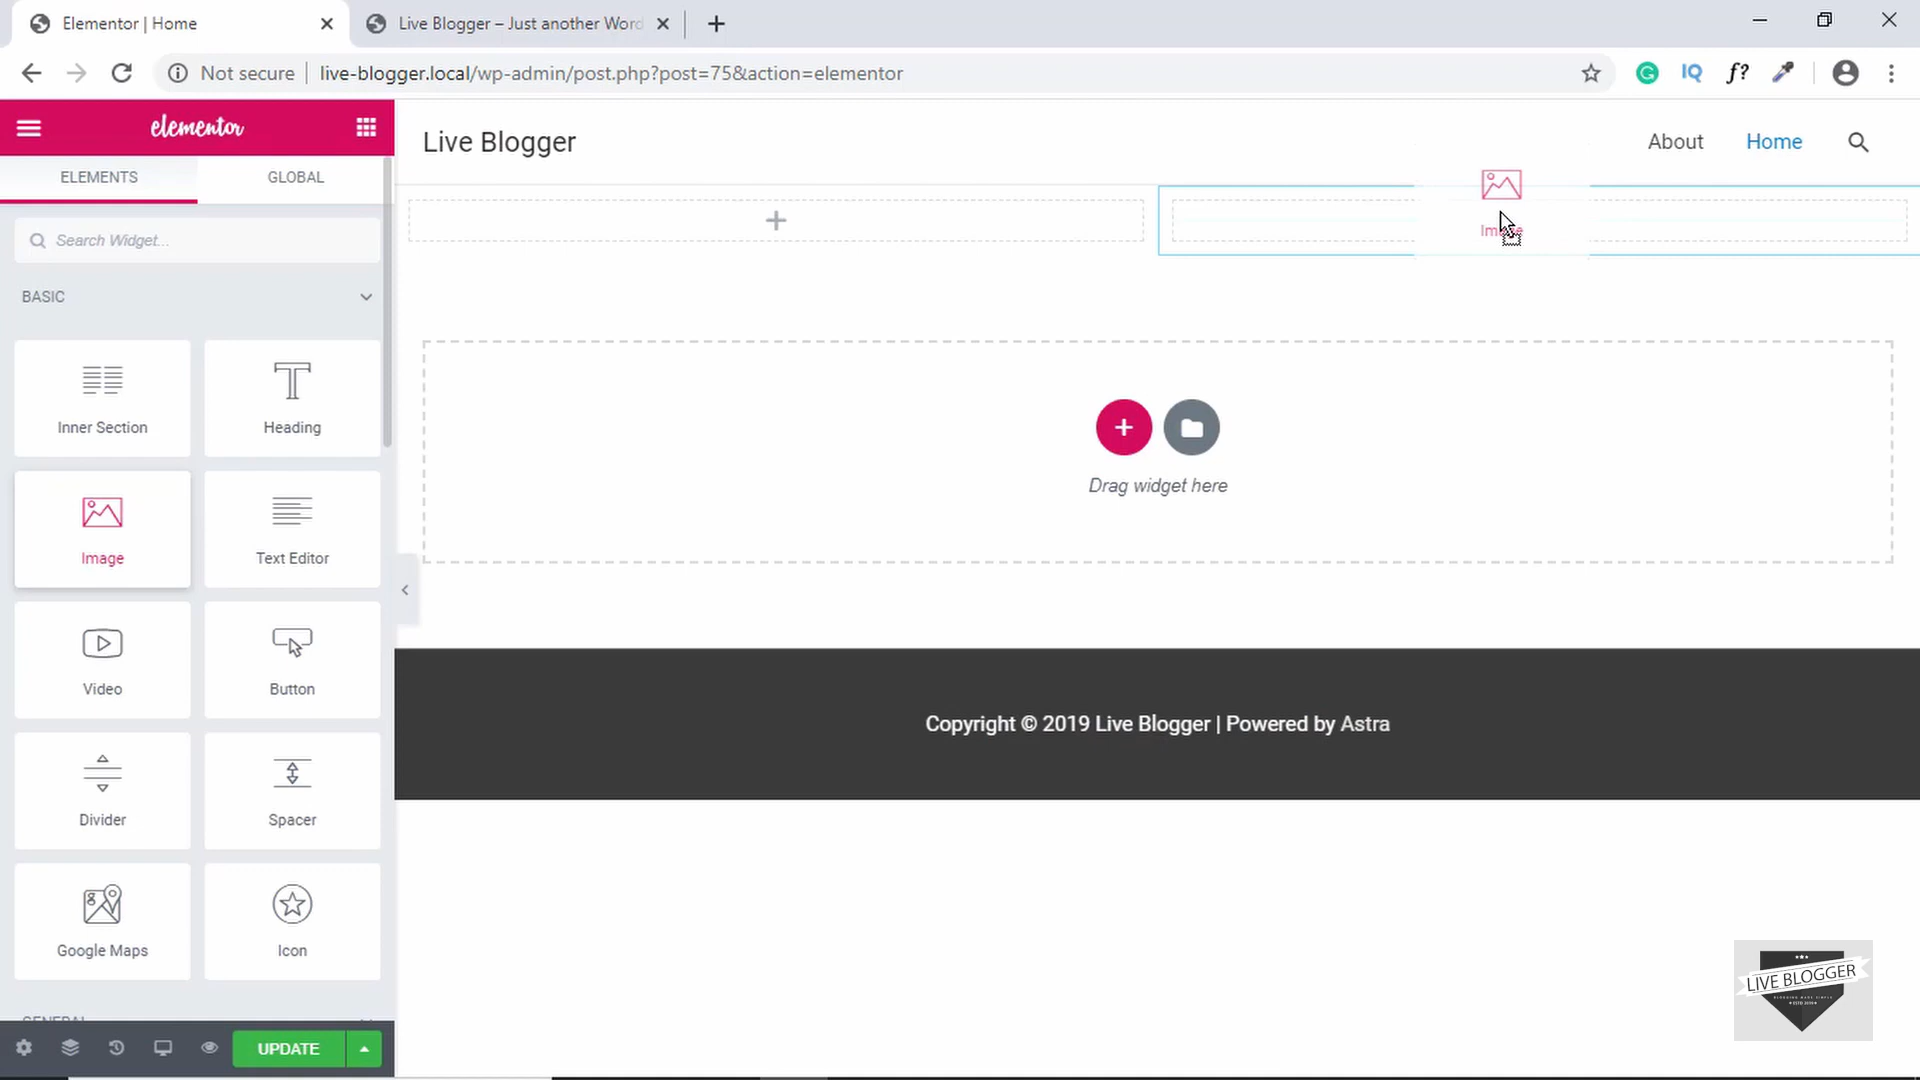 Elementor | Home
Live Blogger – Just another Word
Not secure
live-blogger.local/wp-admin/post.php?post=75&action=elementor
IQ
f?
elementor
ELEMENTS
GLOBAL
Search Widget...
BASIC
Inner Section
Heading
Image
Text Editor
Video
Button
Divider
Spacer
Google Maps
Icon
GENERAL
UPDATE
Live Blogger
About
Home
Image
Drag widget here
Copyright © 2019 Live Blogger | Powered by Astra
LIVE BLOGGER